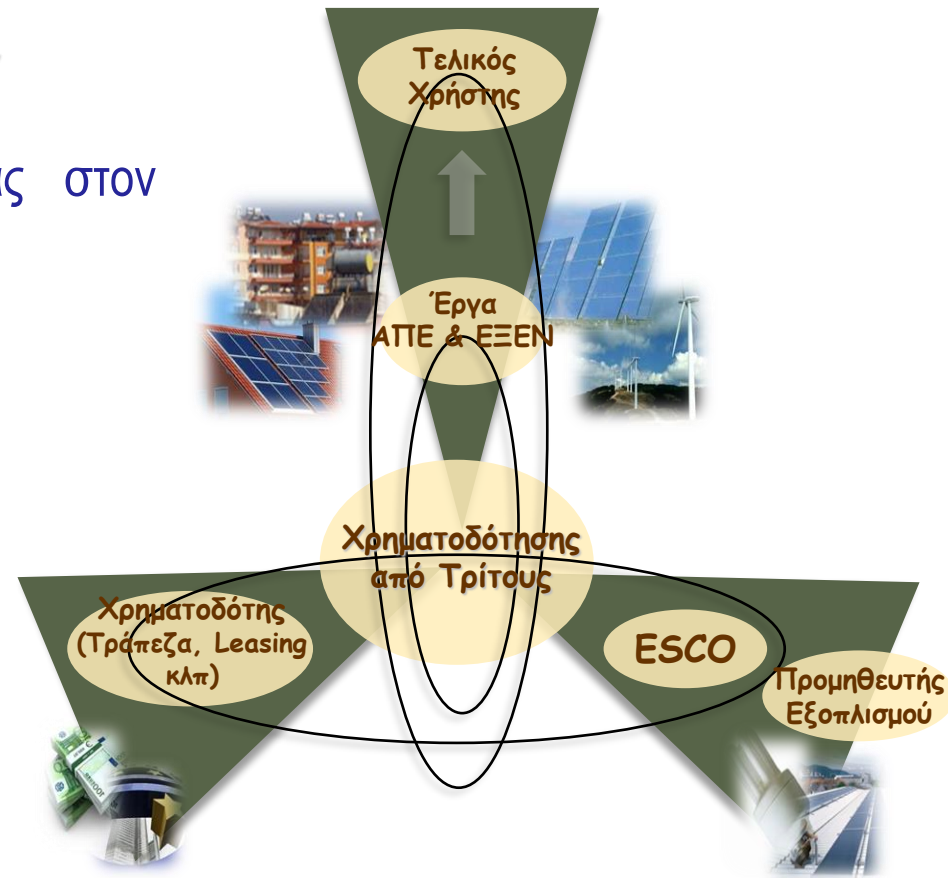 στον
Τελικός
Χρήστης
Έργα
ΑΠΕ & ΕΞΕΝ
Χρηματοδότησης
από Τρίτους
Χρηματοδότης
(Τράπεζα, Leasing
κλπ)
ESCO
Προμηθευτής
Εξοπλισμού